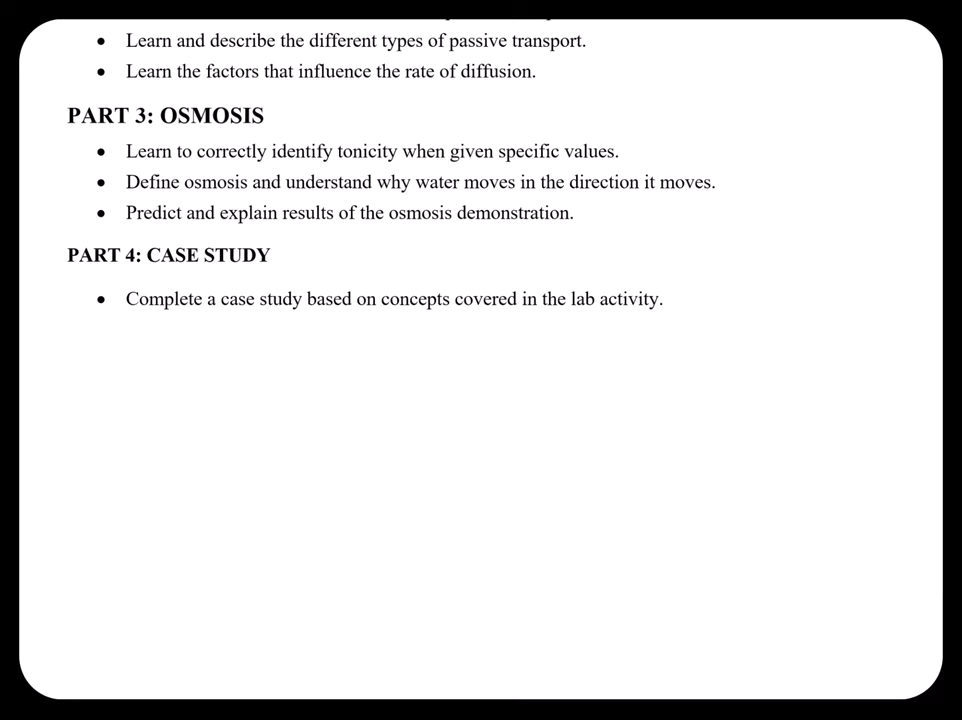 • Learn and describe the different types of passive transport.
• Learn the factors that influence the rate of diffusion.
PART 3: OSMOSIS
• Learn to correctly identify tonicity when given specific values.
• Define osmosis and understand why water moves in the direction it moves.
• Predict and explain results of the osmosis demonstration.
PART 4: CASE STUDY
• Complete a case study based on concepts covered in the lab activity.